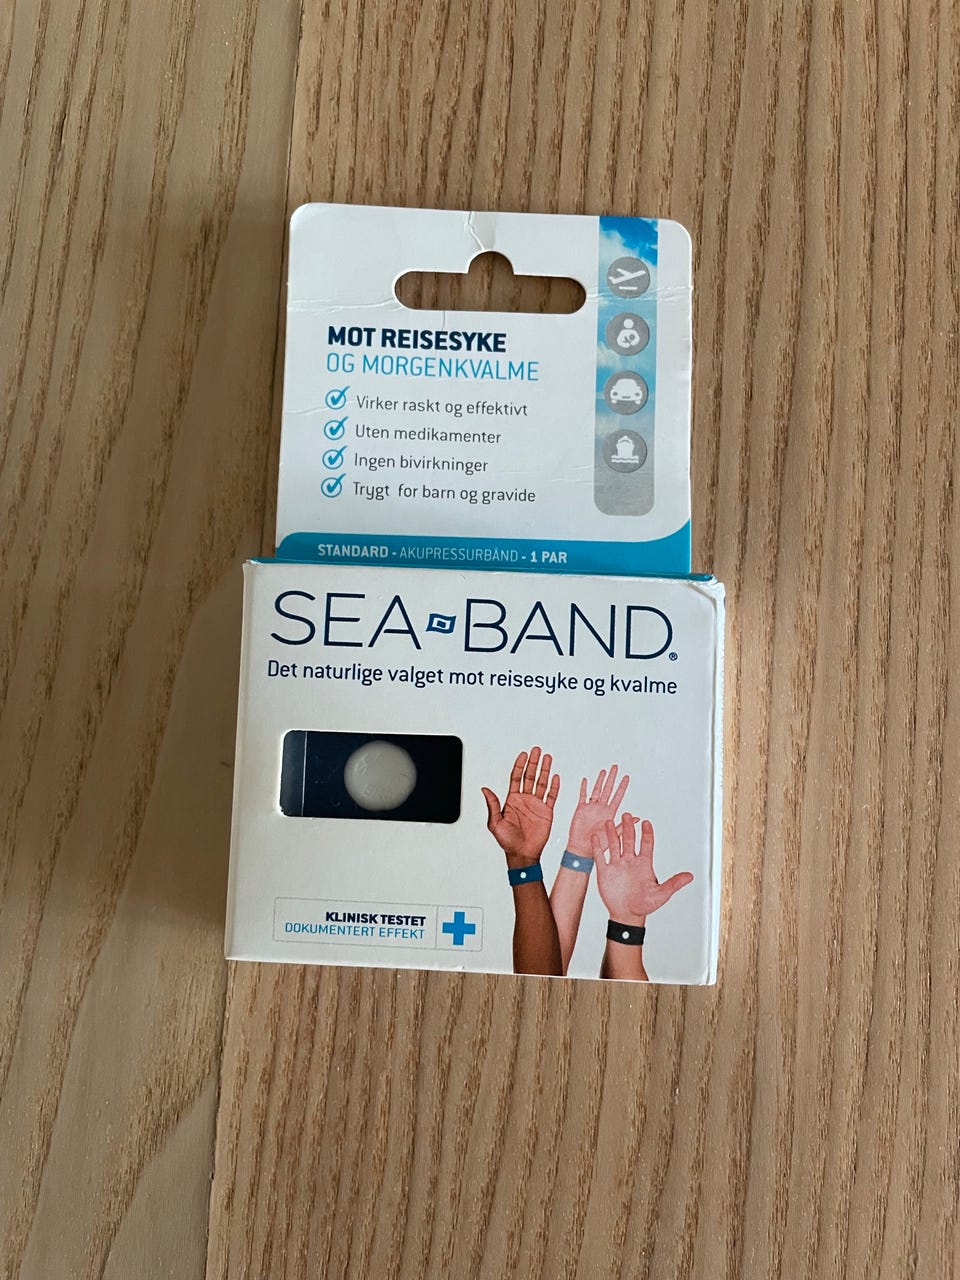 MOT REISESYKE
OG MORGENKVALME
Virker raskt og effektivt
Uten medikamenter
Ingen bivirkninger
Trygt for barn og gravide
STANDARD - AKUPRESSURBÅND - 1 PAR
SEA BAND®
Det naturlige valget mot reisesyke og kvalme
KLINISK TESTET
DOKUMENTERT EFFEKT